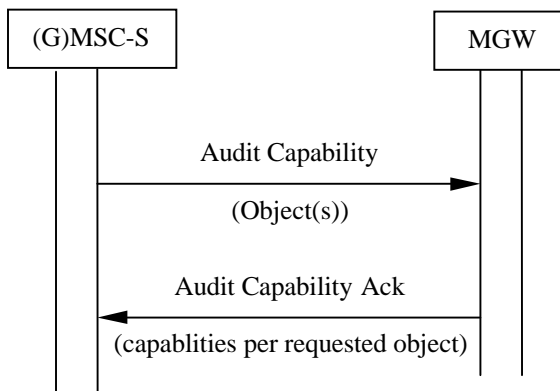 (G)MSC-S
MGW
Audit Capability
(Object(s))
Audit Capability Ack
(capablities per requested object)